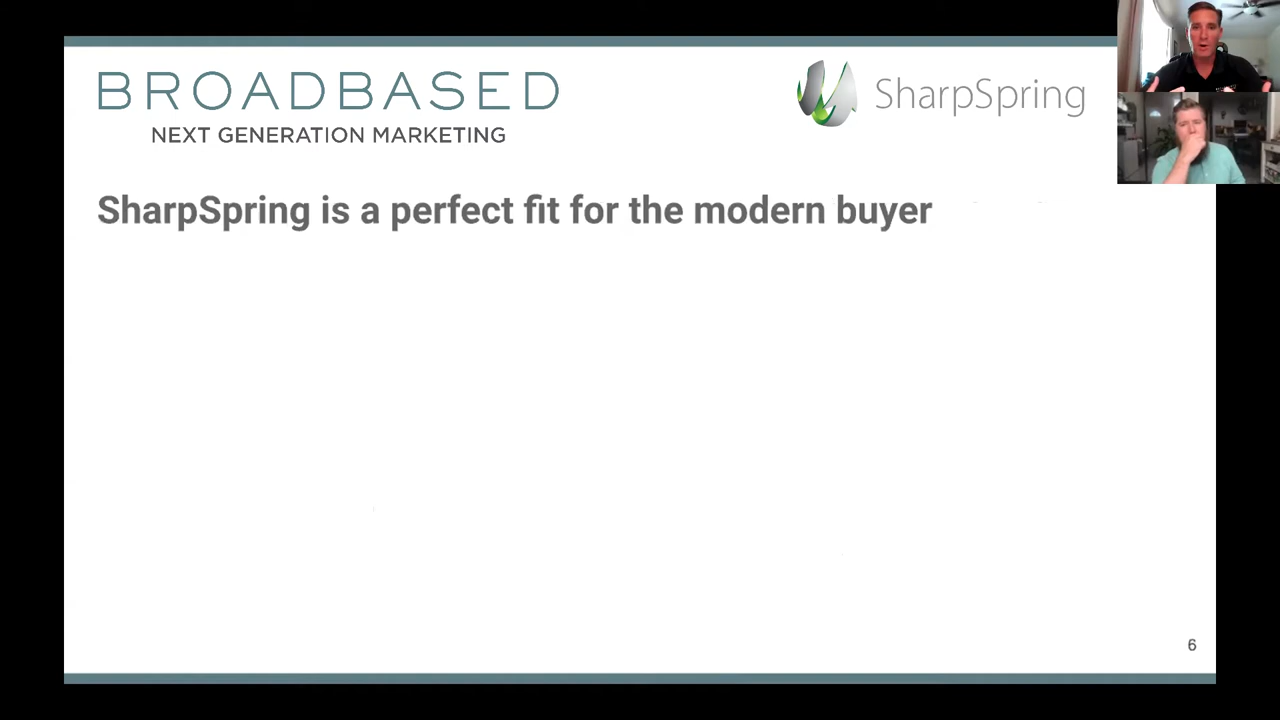 BROADBASED
NEXT GENERATION MARKETING
SharpSpring
SharpSpring is a perfect fit for the modern buyer
6